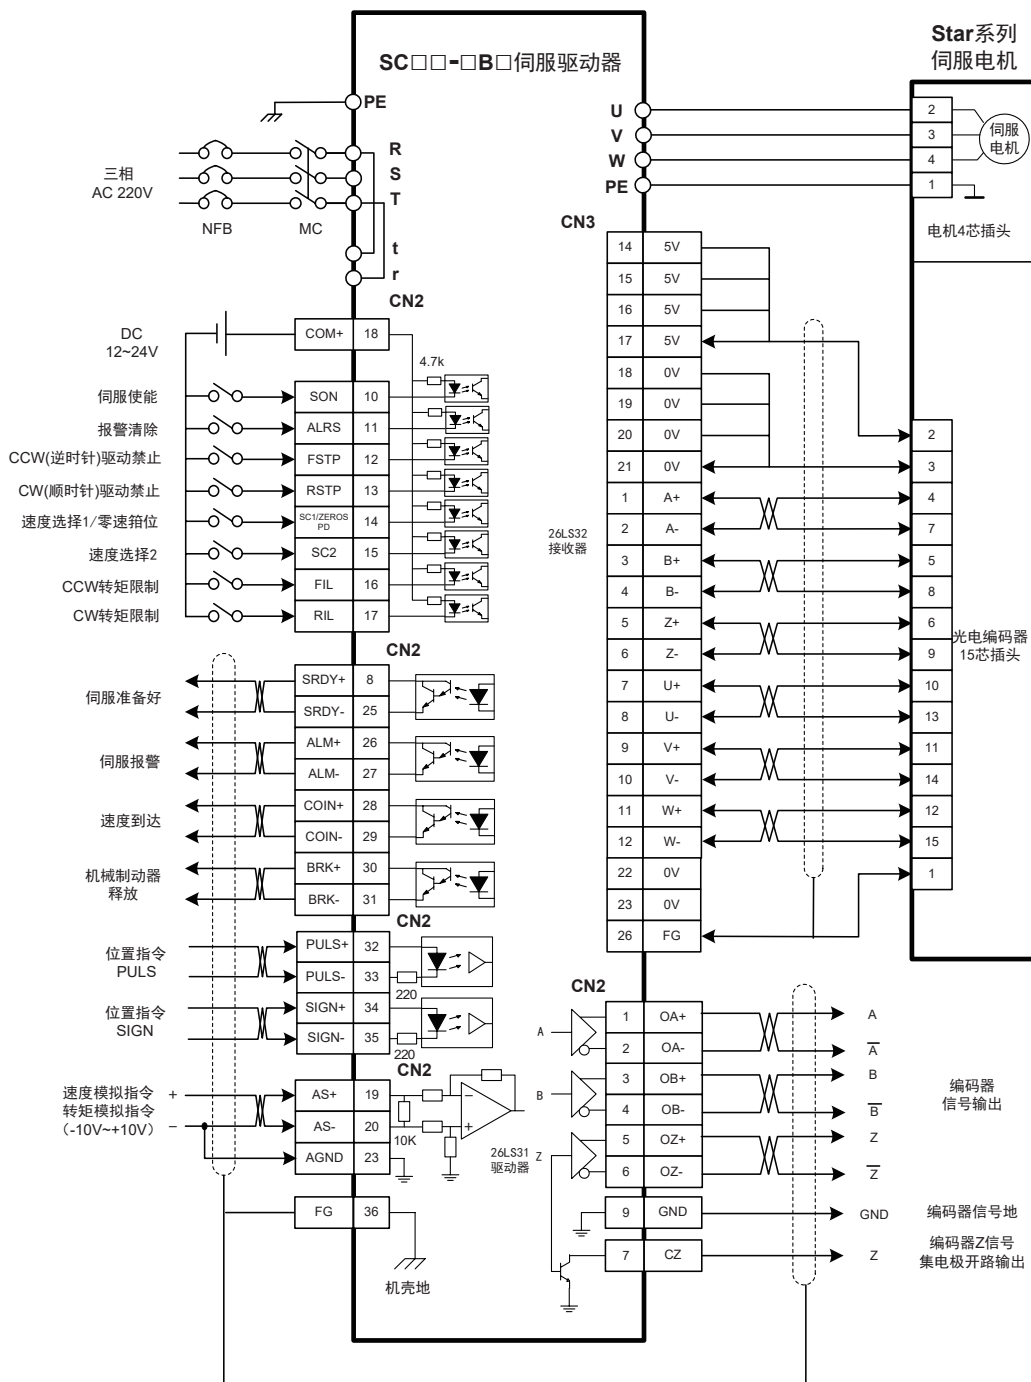 SC□□-□B□伺服驱动器
Star系列
伺服电机
PE
R
S
T
t
r
三相
AC 220V
NFB
MC
U
V
W
PE
2
3
4
1
伺服
电机
电机4芯插头
CN2
DC
12~24V
COM+ 18
4.7k
伺服使能 SON 10
报警清除 ALRS 11
CCW(逆时针)驱动禁止 FSTP 12
CW(顺时针)驱动禁止 RSTP 13
速度选择1/零速箝位 SC1/ZEROS
PD 14
速度选择2 SC2 15
CCW转矩限制 FIL 16
CW转矩限制 RIL 17
CN2
伺服准备好
SRDY+ 8
SRDY- 25
伺服报警
ALM+ 26
ALM- 27
速度到达
COIN+ 28
COIN- 29
机械制动器
释放
BRK+ 30
BRK- 31
CN2
位置指令
PULS
PULS+ 32
PULS- 33
220
位置指令
SIGN
SIGN+ 34
SIGN- 35
220
CN2
速度模拟指令 +
转矩模拟指令
（-10V~+10V） −
AS+ 19
AS- 20
AGND 23
10K
−
+
FG 36
机壳地
CN3
14 5V
15 5V
16 5V
17 5V
18 0V
19 0V
20 0V
21 0V
1 A+
2 A-
3 B+
4 B-
5 Z+
6 Z-
7 U+
8 U-
9 V+
10 V-
11 W+
12 W-
22 0V
23 0V
26 FG
26LS32
接收器
2
3
4
7
5
8
6
9
10
13
11
14
12
15
1
光电编码器
15芯插头
CN2
A
B
Z
26LS31
驱动器
1 OA+ A
2 OA- A̅
3 OB+ B
4 OB- B̅
5 OZ+ Z
6 OZ- Z̅
编码器
信号输出
9 GND GND 编码器信号地
7 CZ Z
编码器Z信号
集电极开路输出